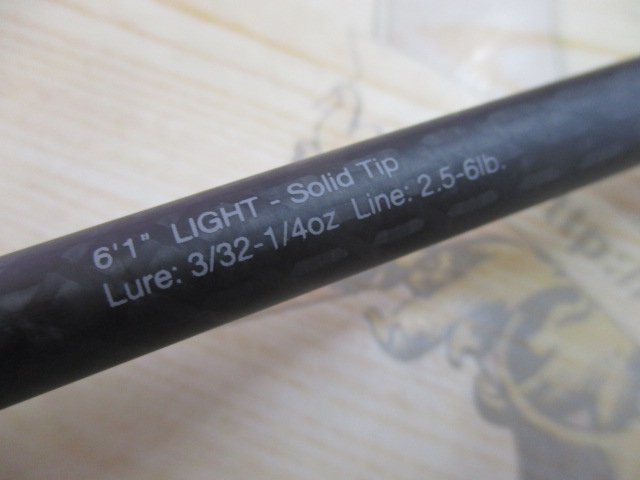 6'1" LIGHT - Solid Tip
Lure: 3/32-1/4oz Line: 2.5-6lb.